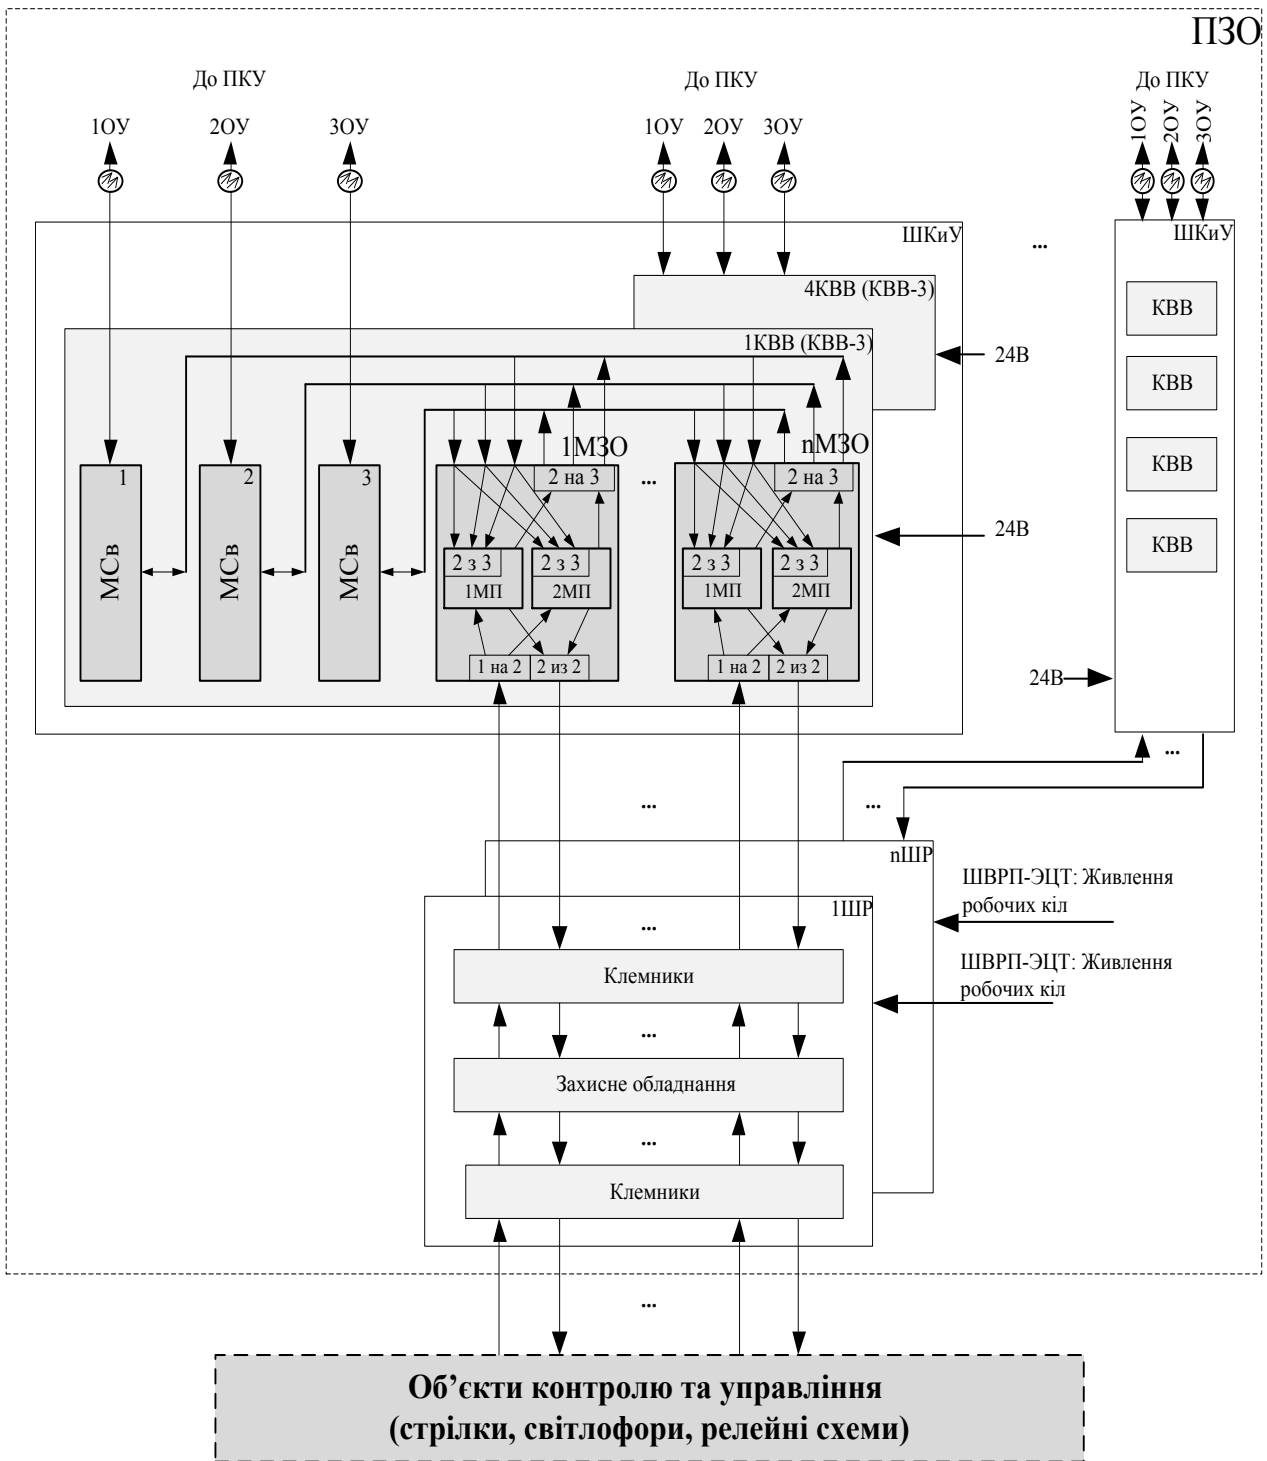 ПЗО
До ПКУ
До ПКУ
До ПКУ
1ОУ
2ОУ
3ОУ
1ОУ
2ОУ
3ОУ
1ОУ
2ОУ
3ОУ
ШКиУ
...
ШКиУ
4КВВ (КВВ-3)
КВВ
1КВВ (КВВ-3)
24В
КВВ
1МЗО
nМЗО
КВВ
1
2
3
2 на 3
...
2 на 3
24В
КВВ
МСв
МСв
МСв
2 з 3
2 з 3
2 з 3
2 з 3
1МП
2МП
1МП
2МП
1 на 2
2 из 2
1 на 2
2 из 2
24В
...
...
...
nШР
ШВРП-ЭЦТ: Живлення
робочих кіл
1ШР
...
ШВРП-ЭЦТ: Живлення
робочих кіл
Клемники
...
Захисне обладнання
...
Клемники
...
Об’єкти контролю та управління
(стрілки, світлофори, релейні схеми)